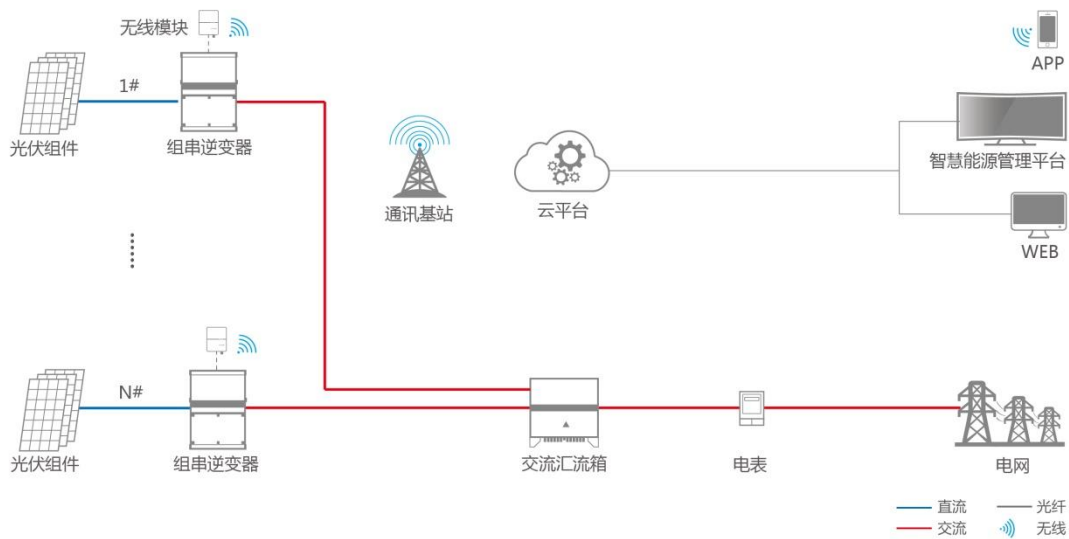 无线模块
APP
1#
光伏组件
组串逆变器
智慧能源管理平台
通讯基站
云平台
WEB
N#
光伏组件
组串逆变器
交流汇流箱
电表
电网
直流
光纤
交流
无线